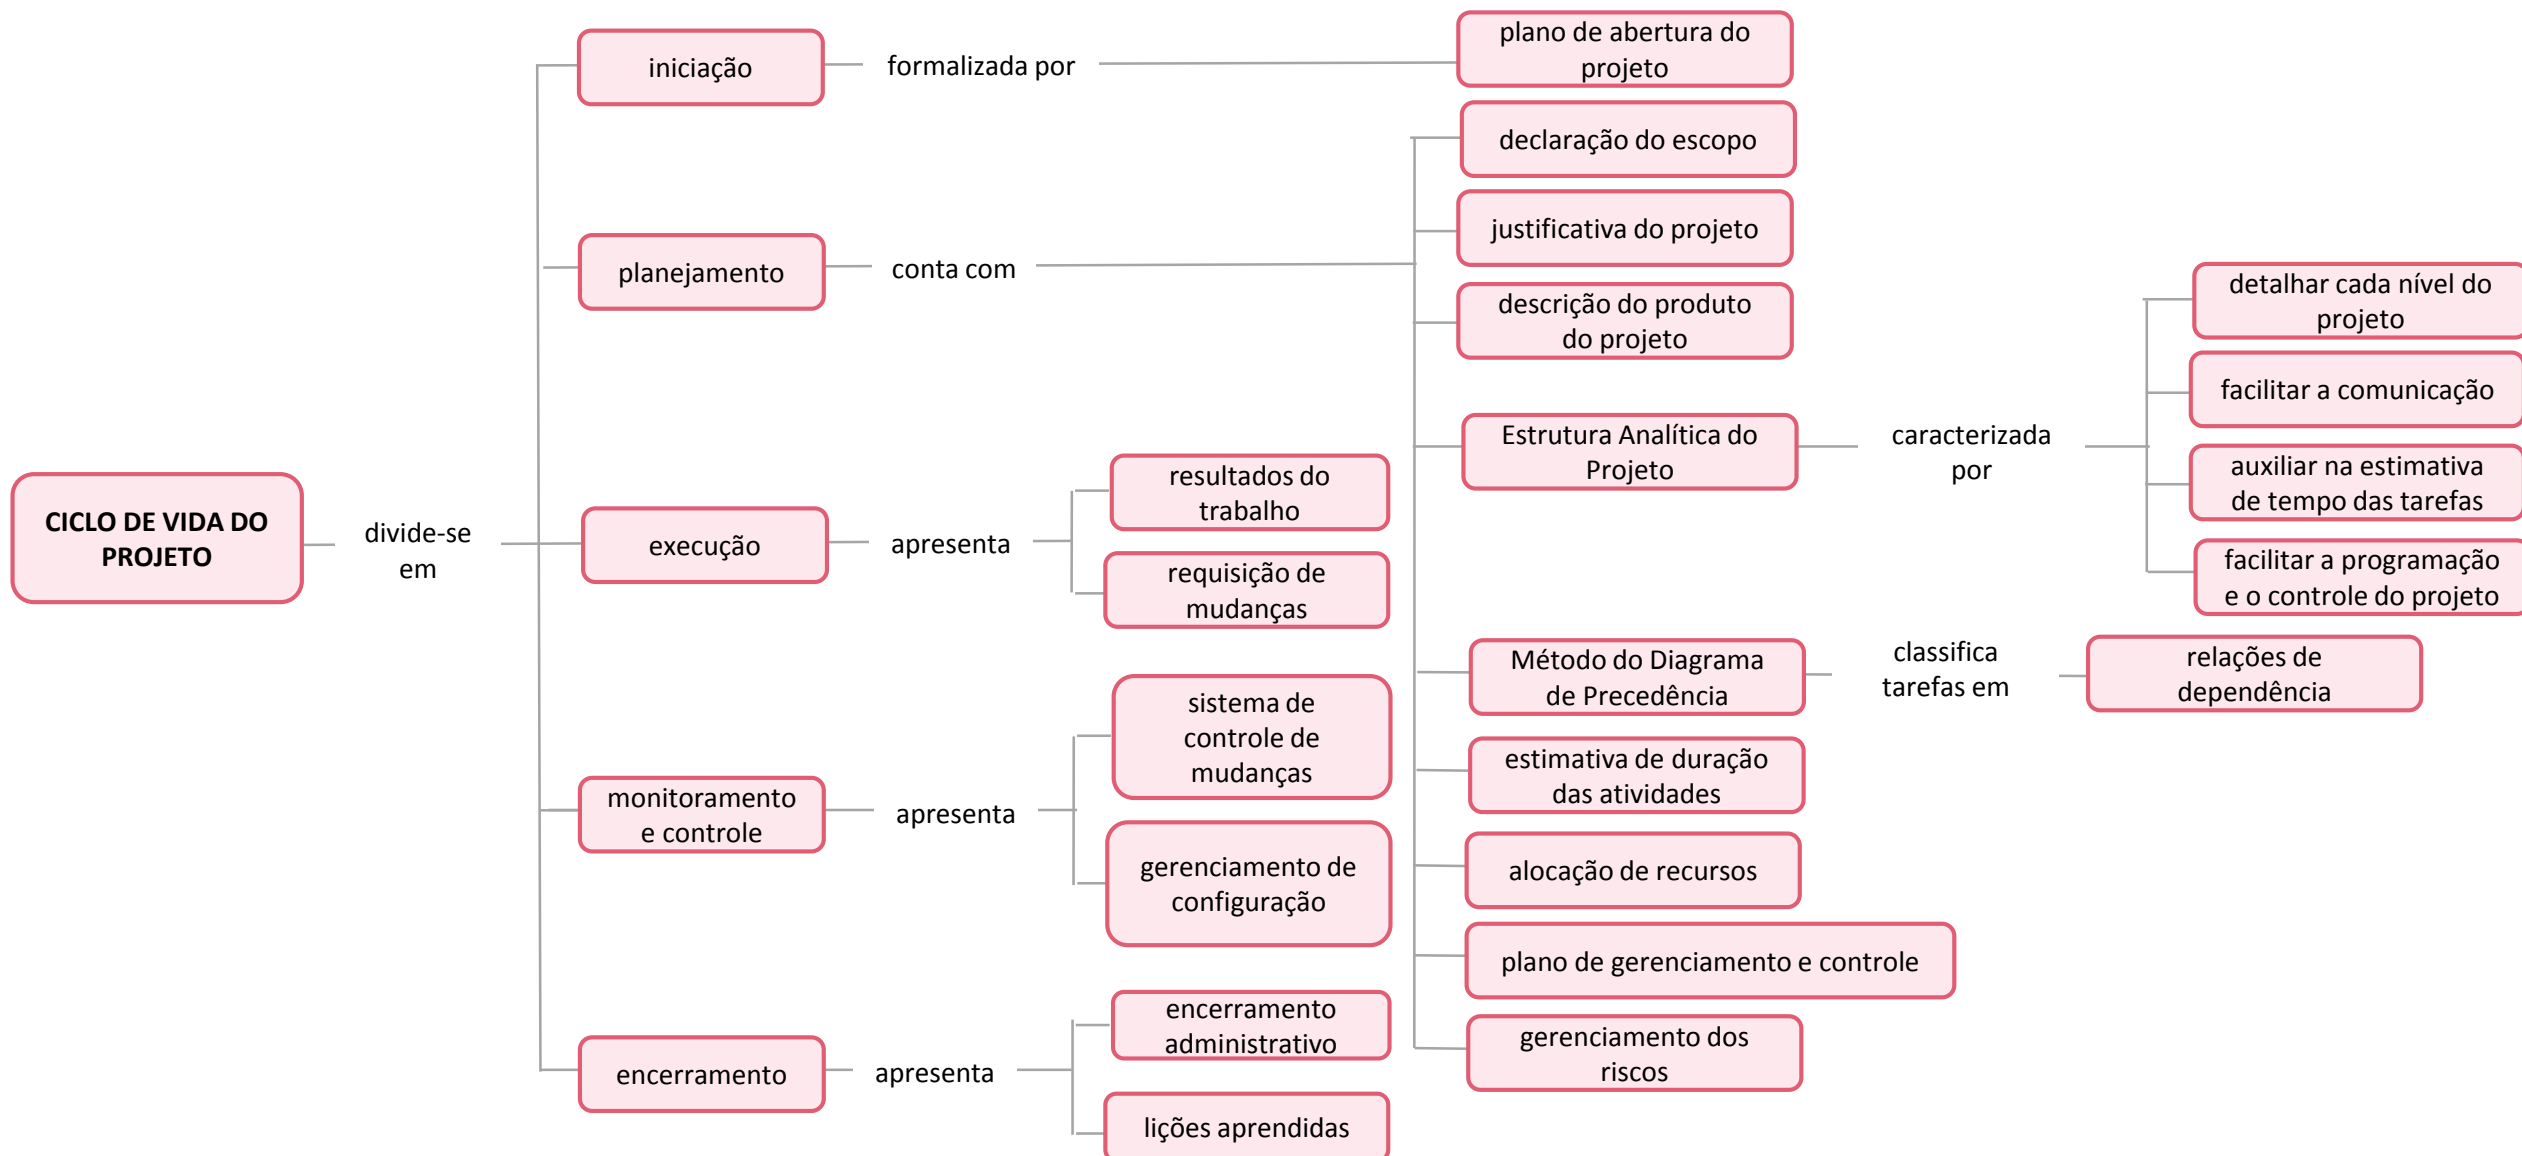 CICLO DE VIDA DO
PROJETO
divide-se
em
iniciação
formalizada por
plano de abertura do
projeto
planejamento
conta com
declaração do escopo
justificativa do projeto
descrição do produto
do projeto
Estrutura Analítica do
Projeto
caracterizada
por
detalhar cada nível do
projeto
facilitar a comunicação
auxiliar na estimativa
de tempo das tarefas
facilitar a programação
e o controle do projeto
Método do Diagrama
de Precedência
classifica
tarefas em
relações de
dependência
estimativa de duração
das atividades
alocação de recursos
plano de gerenciamento e controle
gerenciamento dos
riscos
execução
apresenta
resultados do
trabalho
requisição de
mudanças
monitoramento
e controle
apresenta
sistema de
controle de
mudanças
gerenciamento de
configuração
encerramento
apresenta
encerramento
administrativo
lições aprendidas